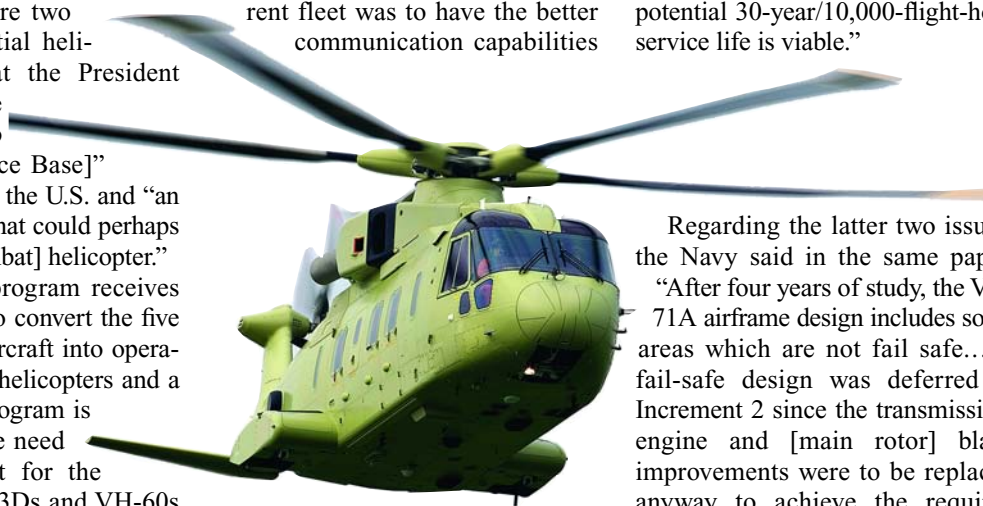 re two
tial heli-
at the President
e
ce Base]”
the U.S. and “an
hat could perhaps
bat] helicopter.”
program receives
o convert the five
rcraft into opera-
helicopters and a
ogram is
e need
t for the
3Ds and VH-60s
rent fleet was to have the better
communication capabilities
potential 30-year/10,000-flight-ho
service life is viable.”
Regarding the latter two issu
the Navy said in the same pap
“After four years of study, the V
71A airframe design includes so
areas which are not fail safe…
fail-safe design was deferred
Increment 2 since the transmissi
engine and [main rotor] bla
improvements were to be replac
anyway to achieve the requir